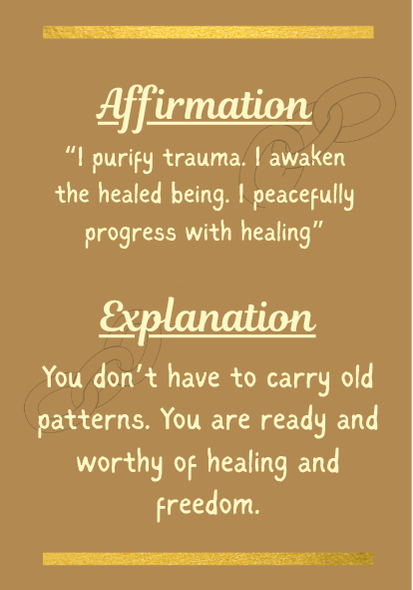 Affirmation
“I purify trauma. I awaken
the healed being. I peacefully
progress with healing”
Explanation
You don’t have to carry old
patterns. You are ready and
worthy of healing and
freedom.